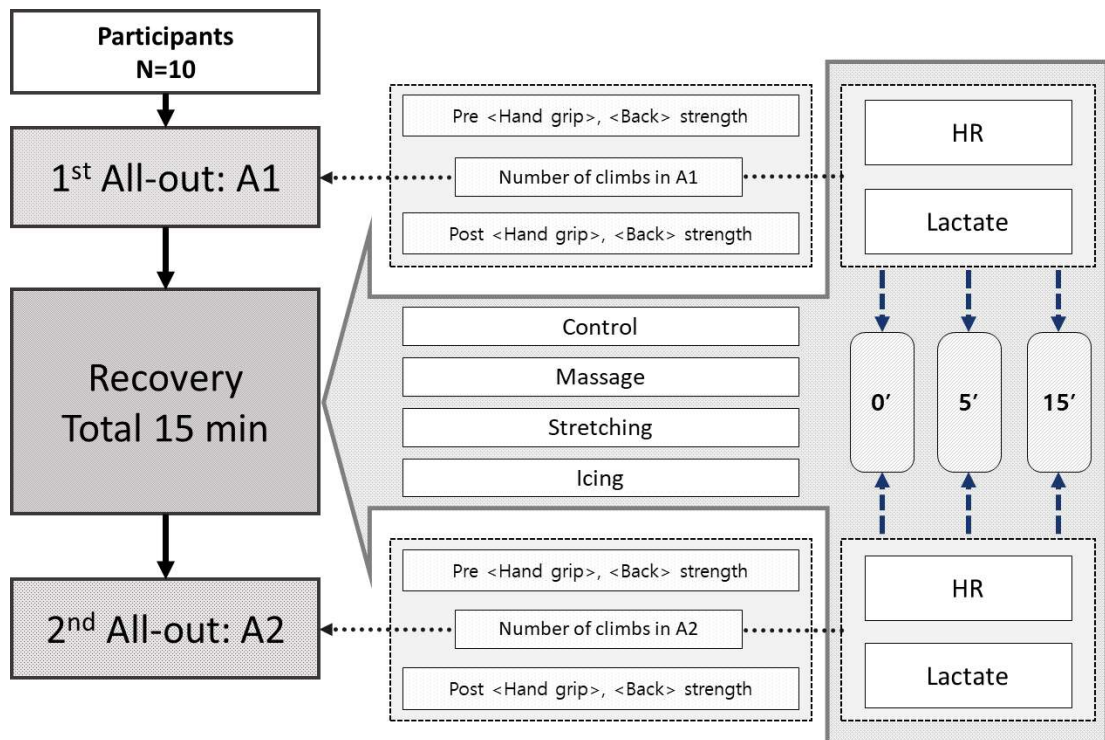 Participants
N=10
1st All-out: A1
Recovery
Total 15 min
2nd All-out: A2
Pre <Hand grip>, <Back> strength
Number of climbs in A1
Post <Hand grip>, <Back> strength
Control
Massage
Stretching
Icing
Pre <Hand grip>, <Back> strength
Number of climbs in A2
Post <Hand grip>, <Back> strength
HR
Lactate
0′
5′
15′
HR
Lactate